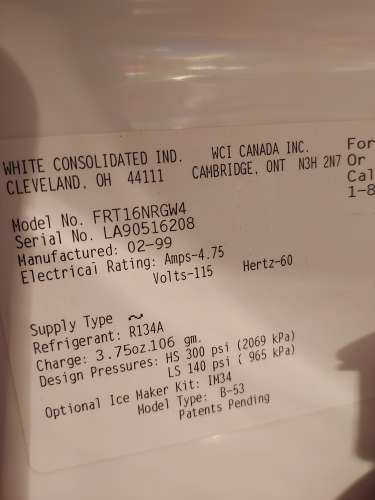 WHITE CONSOLIDATED IND. WCI CANADA INC.
CLEVELAND, OH 44111 CAMBRIDGE, ONT N3H 2N7
For
Or
Cal
1-8
Model No. FRT16NRGW4
Serial No. LA90516208
Manufactured: 02-99
Electrical Rating: Amps-4.75
Volts-115 Hertz-60
Supply Type ~
Refrigerant: R134A
Charge: 3.75oz.106 gm.
Design Pressures: HS 300 psi (2069 kPa)
LS 140 psi ( 965 kPa)
Optional Ice Maker Kit: IM34
Model Type: B-53
Patents Pending